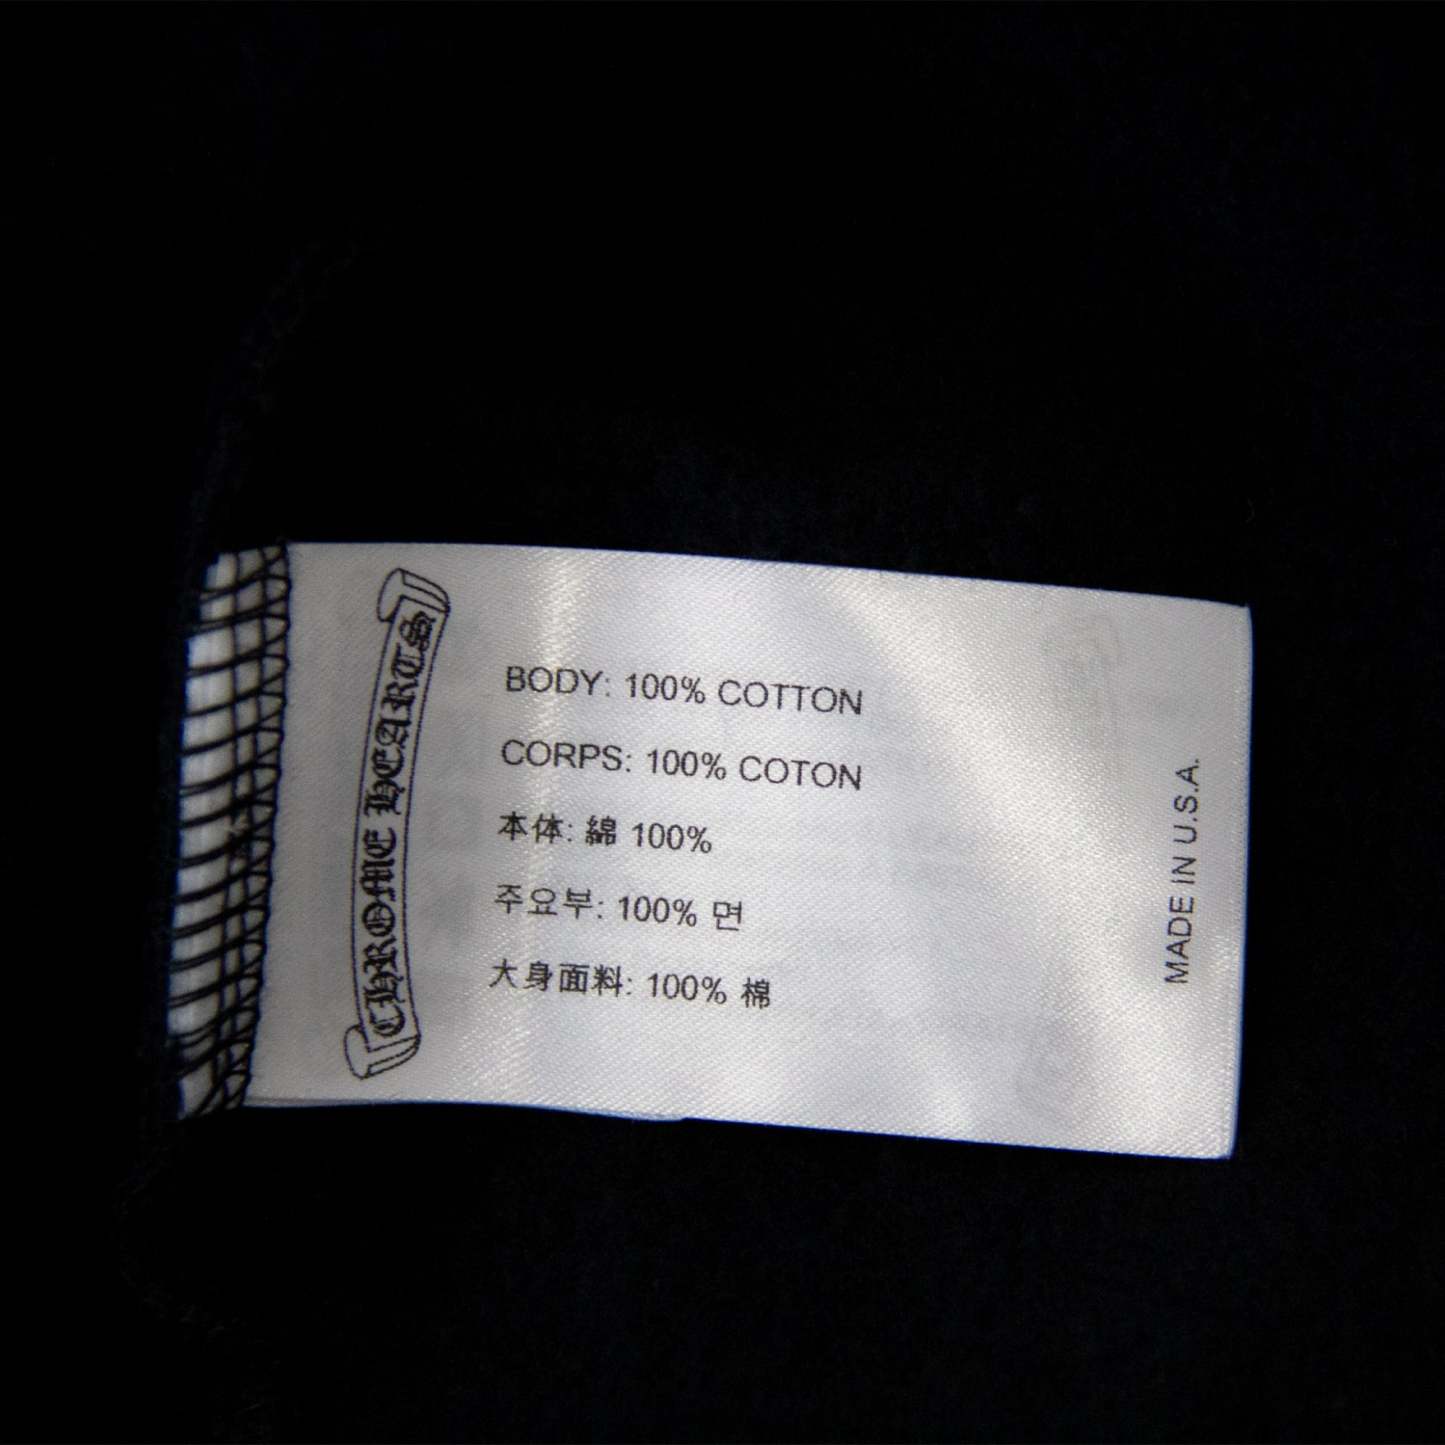 CHROME HEARTS
BODY: 100% COTTON
CORPS: 100% COTON
本体: 綿 100%
주요부: 100% 면
大身面料: 100% 棉
MADE IN U.S.A.